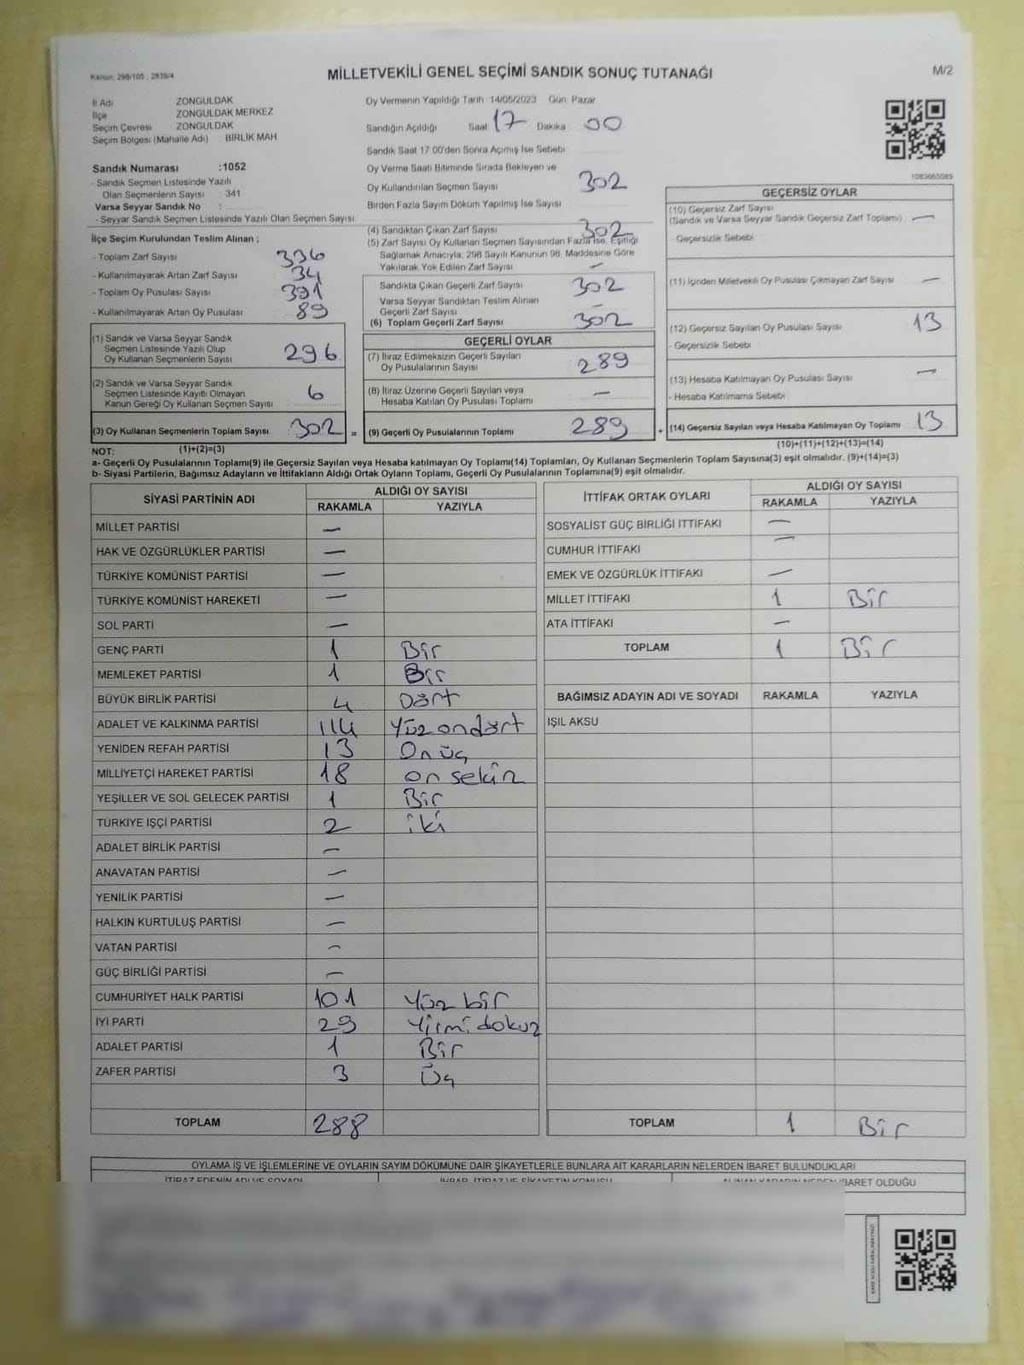 Kanun: 298/105 , 2839/4
MİLLETVEKİLİ GENEL SEÇİMİ SANDIK SONUÇ TUTANAĞI
M/2
İl Adı ZONGULDAK
İlçe ZONGULDAK MERKEZ
Seçim Çevresi ZONGULDAK
Seçim Bölgesi (Mahalle Adı) BİRLİK MAH
Oy Vermenin Yapıldığı Tarih 14/05/2023 Gün Pazar
Sandığın Açıldığı Saat 17 Dakika 00
Sandık Saat 17.00'den Sonra Açılmış İse Sebebi
Sandık Numarası :1052
- Sandık Seçmen Listesinde Yazılı
Olan Seçmenlerin Sayısı : 341
Varsa Seyyar Sandık No :
- Seyyar Sandık Seçmen Listesinde Yazılı Olan Seçmen Sayısı
Oy Verme Saati Bitiminde Sırada Bekleyen ve
Oy Kullandırılan Seçmen Sayısı 302
Birden Fazla Sayım Döküm Yapılmış İse Sayısı
1083665085
İlçe Seçim Kurulundan Teslim Alınan ;
- Toplam Zarf Sayısı 336
- Kullanılmayarak Artan Zarf Sayısı 34
- Toplam Oy Pusulası Sayısı 391
- Kullanılmayarak Artan Oy Pusulası 89
(4) Sandıktan Çıkan Zarf Sayısı 302
(5) Zarf Sayısı Oy Kullanan Seçmen Sayısından Fazla İse, Eşitliği
Sağlamak Amacıyla, 298 Sayılı Kanunun 98. Maddesine Göre
Yakılarak Yok Edilen Zarf Sayısı —
Sandıkta Çıkan Geçerli Zarf Sayısı 302
Varsa Seyyar Sandıktan Teslim Alınan
Geçerli Zarf Sayısı —
(6) Toplam Geçerli Zarf Sayısı 302
GEÇERSİZ OYLAR
(10) Geçersiz Zarf Sayısı
(Sandık ve Varsa Seyyar Sandık Geçersiz Zarf Toplamı) —
- Geçersizlik Sebebi
(11) İçinden Milletvekili Oy Pusulası Çıkmayan Zarf Sayısı —
(12) Geçersiz Sayılan Oy Pusulası Sayısı 13
- Geçersizlik Sebebi
(13) Hesaba Katılmayan Oy Pusulası Sayısı —
- Hesaba Katılmama Sebebi
(14) Geçersiz Sayılan veya Hesaba Katılmayan Oy Toplamı 13
(1) Sandık ve Varsa Seyyar Sandık
Seçmen Listesinde Yazılı Olup
Oy Kullanan Seçmenlerin Sayısı 296
(2) Sandık ve Varsa Seyyar Sandık
Seçmen Listesinde Kayıtlı Olmayan
Kanun Gereği Oy Kullanan Seçmen Sayısı 6
(3) Oy Kullanan Seçmenlerin Toplam Sayısı 302 =
GEÇERLİ OYLAR
(7) İtiraz Edilmeksizin Geçerli Sayılan
Oy Pusulalarının Sayısı 289
(8) İtiraz Üzerine Geçerli Sayılan veya
Hesaba Katılan Oy Pusulası Toplamı —
(9) Geçerli Oy Pusulalarının Toplamı 289 +
NOT: (1)+(2)=(3) (10)+(11)+(12)+(13)=(14)
a- Geçerli Oy Pusulalarının Toplamı(9) ile Geçersiz Sayılan veya Hesaba katılmayan Oy Toplamı(14) Toplamları, Oy Kullanan Seçmenlerin Toplam Sayısına(3) eşit olmalıdır. (9)+(14)=(3)
b- Siyasi Partilerin, Bağımsız Adayların ve İttifakların Aldığı Ortak Oyların Toplamı, Geçerli Oy Pusulalarının Toplamına(9) eşit olmalıdır.
SİYASİ PARTİNİN ADI ALDIĞI OY SAYISI
RAKAMLA YAZIYLA
MİLLET PARTİSİ —
HAK VE ÖZGÜRLÜKLER PARTİSİ —
TÜRKİYE KOMÜNİST PARTİSİ —
TÜRKİYE KOMÜNİST HAREKETİ —
SOL PARTİ —
GENÇ PARTİ 1 Bir
MEMLEKET PARTİSİ 1 Bir
BÜYÜK BİRLİK PARTİSİ 4 Dört
ADALET VE KALKINMA PARTİSİ 114 Yüz ondört
YENİDEN REFAH PARTİSİ 13 On üç
MİLLİYETÇİ HAREKET PARTİSİ 18 on sekiz
YEŞİLLER VE SOL GELECEK PARTİSİ 1 Bir
TÜRKİYE İŞÇİ PARTİSİ 2 iki
ADALET BİRLİK PARTİSİ —
ANAVATAN PARTİSİ —
YENİLİK PARTİSİ —
HALKIN KURTULUŞ PARTİSİ —
VATAN PARTİSİ —
GÜÇ BİRLİĞİ PARTİSİ —
CUMHURİYET HALK PARTİSİ 101 Yüz bir
İYİ PARTİ 29 Yirmi dokuz
ADALET PARTİSİ 1 Bir
ZAFER PARTİSİ 3 Üç
TOPLAM 288
İTTİFAK ORTAK OYLARI ALDIĞI OY SAYISI
RAKAMLA YAZIYLA
SOSYALİST GÜÇ BİRLİĞİ İTTİFAKI —
CUMHUR İTTİFAKI —
EMEK VE ÖZGÜRLÜK İTTİFAKI —
MİLLET İTTİFAKI 1 Bir
ATA İTTİFAKI —
TOPLAM 1 Bir
BAĞIMSIZ ADAYIN ADI VE SOYADI RAKAMLA YAZIYLA
IŞIL AKSU
TOPLAM 1 Bir
OYLAMA İŞ VE İŞLEMLERİNE VE OYLARIN SAYIM DÖKÜMÜNE DAİR ŞİKAYETLERLE BUNLARA AİT KARARLARIN NELERDEN İBARET BULUNDUKLARI
İTİRAZ EDENİN ADI VE SOYADI
İHBAR, İTİRAZ VE ŞİKAYETİN KONUSU
ALINAN KARARIN NEDEN İBARET OLDUĞU